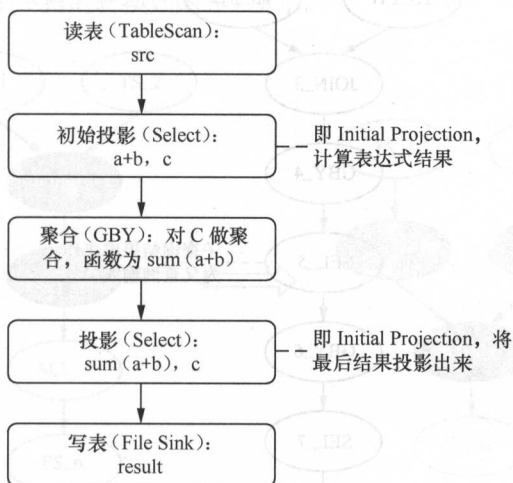 读表（TableScan）：
src
初始投影（Select）：
a+b，c
即 Initial Projection，
计算表达式结果
聚合（GBY）：对 C 做聚
合，函数为 sum（a+b）
投影（Select）：
sum（a+b），c
即 Initial Projection，将
最后结果投影出来
写表（File Sink）：
result